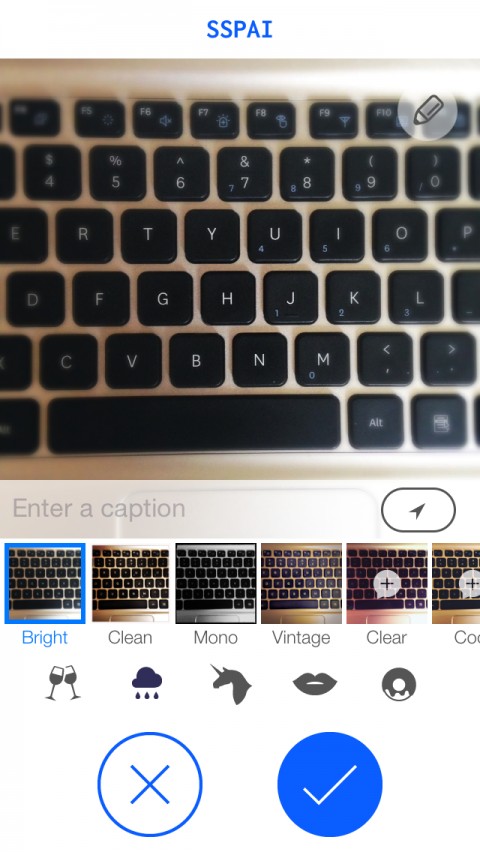 SSPAI
F5 F6 F7 F8 F9 F10
$ % ^ & * ( )
4 5 6 7 7 8 8 9 9 / 0
E R T Y U 4 I 5 O 6 P *
D F G H J 1 K 2 L 3
C V B N M 0 < , > .
Alt
Enter a caption
Bright Clean Mono Vintage Clear Coo